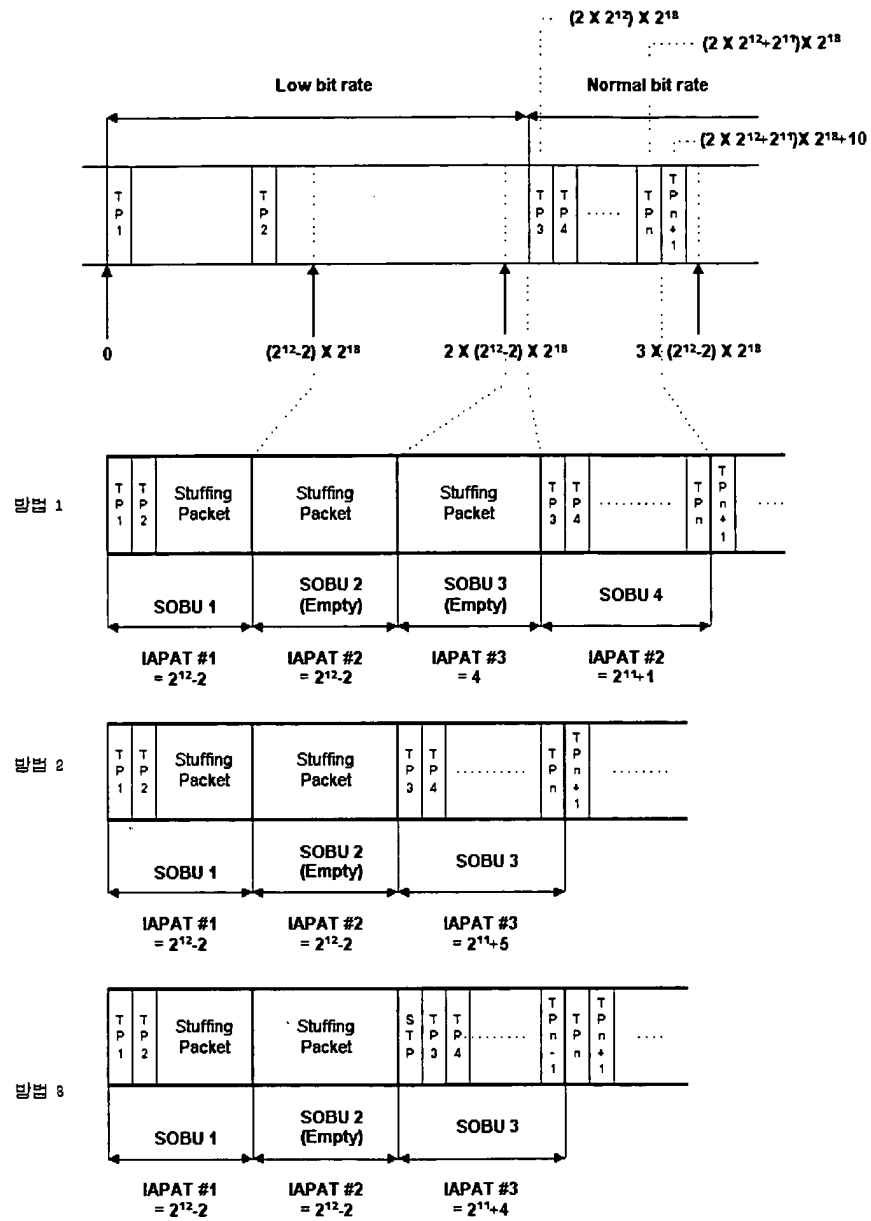 (2 X 2¹²) X 2¹⁸
(2 X 2¹²+2¹¹) X 2¹⁸
Low bit rate
Normal bit rate
(2 X 2¹²+2¹¹) X 2¹⁸+10
TP1
TP2
TP3
TP4
.....
TPn
TPn+1
0
(2¹²-2) X 2¹⁸
2 X (2¹²-2) X 2¹⁸
3 X (2¹²-2) X 2¹⁸
방법 1
TP1
TP2
Stuffing
Packet
Stuffing
Packet
Stuffing
Packet
TP3
TP4
..........
TPn
TPn+1
....
SOBU 1
SOBU 2
(Empty)
SOBU 3
(Empty)
SOBU 4
IAPAT #1
= 2¹²-2
IAPAT #2
= 2¹²-2
IAPAT #3
= 4
IAPAT #2
= 2¹¹+1
방법 2
TP1
TP2
Stuffing
Packet
Stuffing
Packet
TP3
TP4
..........
TPn
TPn+1
........
SOBU 1
SOBU 2
(Empty)
SOBU 3
IAPAT #1
= 2¹²-2
IAPAT #2
= 2¹²-2
IAPAT #3
= 2¹¹+5
방법 3
TP1
TP2
Stuffing
Packet
Stuffing
Packet
STP
TP3
TP4
..........
TPn-1
TPn
TPn+1
....
SOBU 1
SOBU 2
(Empty)
SOBU 3
IAPAT #1
= 2¹²-2
IAPAT #2
= 2¹²-2
IAPAT #3
= 2¹¹+4